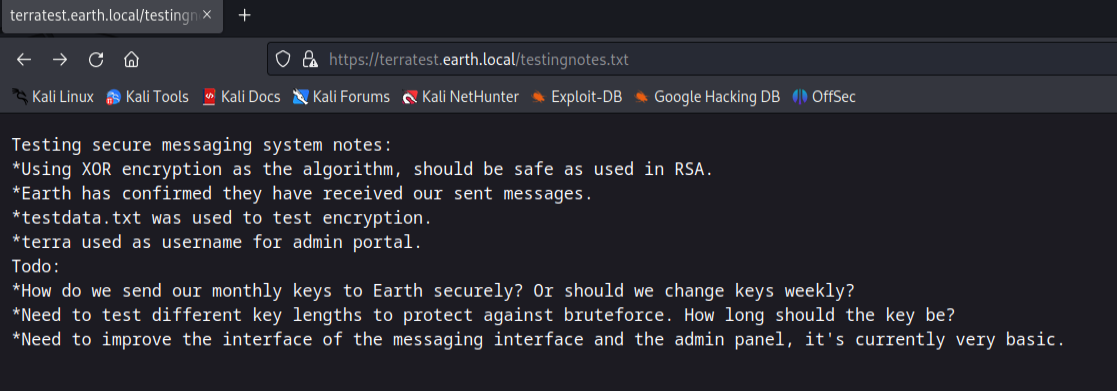 terratest.earth.local/testingn
https://terratest.earth.local/testingnotes.txt
Kali Linux Kali Tools Kali Docs Kali Forums Kali NetHunter Exploit-DB Google Hacking DB OffSec
Testing secure messaging system notes:
*Using XOR encryption as the algorithm, should be safe as used in RSA.
*Earth has confirmed they have received our sent messages.
*testdata.txt was used to test encryption.
*terra used as username for admin portal.
Todo:
*How do we send our monthly keys to Earth securely? Or should we change keys weekly?
*Need to test different key lengths to protect against bruteforce. How long should the key be?
*Need to improve the interface of the messaging interface and the admin panel, it's currently very basic.